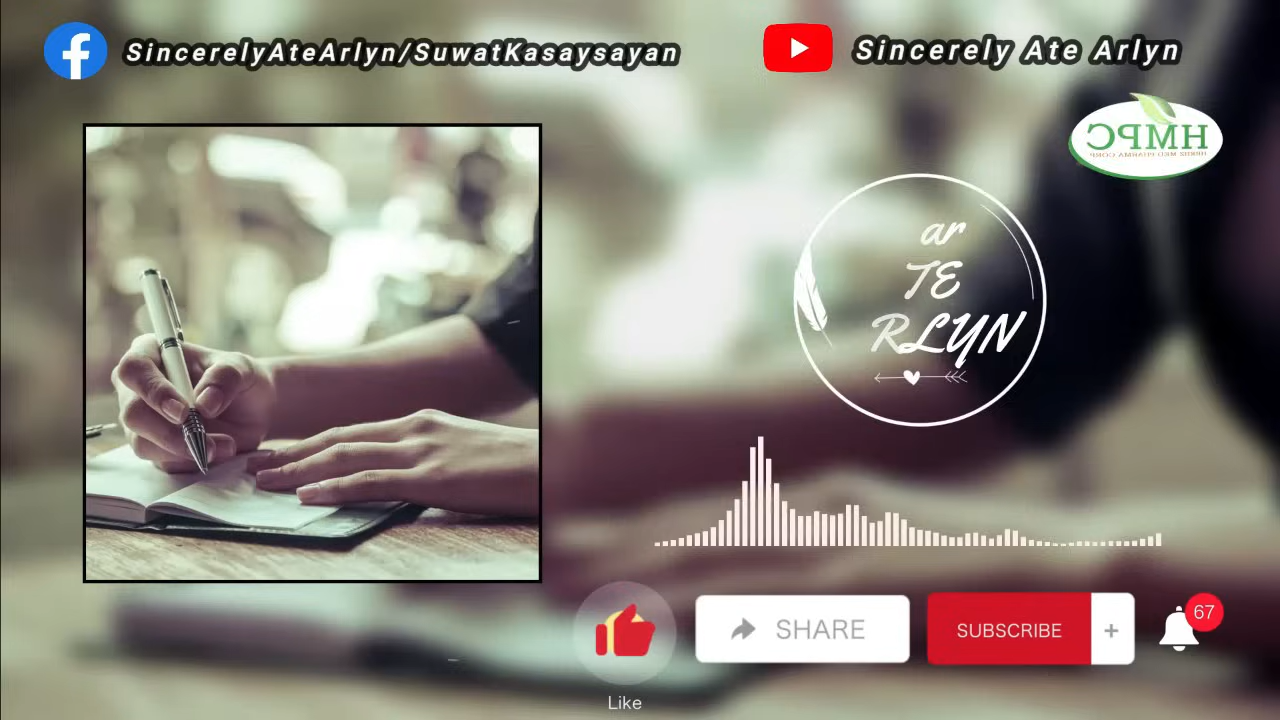 SincerelyAteArlyn/SuwatKasaysayan
Sincerely Ate Arlyn
HMPC
ar
TE
RLYN
SHARE
SUBSCRIBE +
67
Like